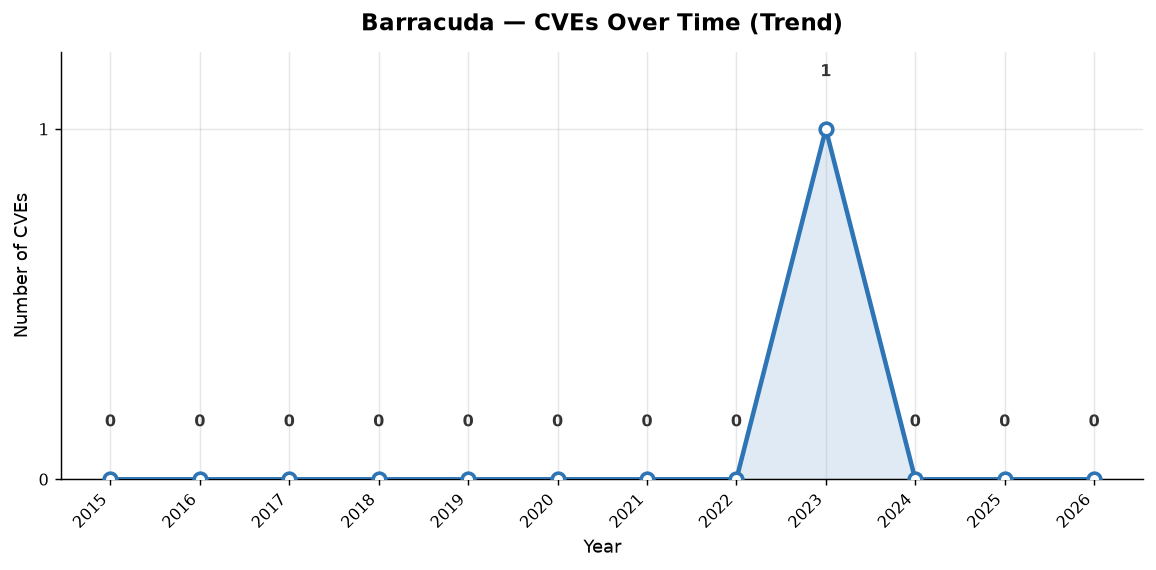 Barracuda — CVEs Over Time (Trend)
Number of CVEs
1
0
1
0 0 0 0 0 0 0 0 0 0 0
2015 2016 2017 2018 2019 2020 2021 2022 2023 2024 2025 2026
Year